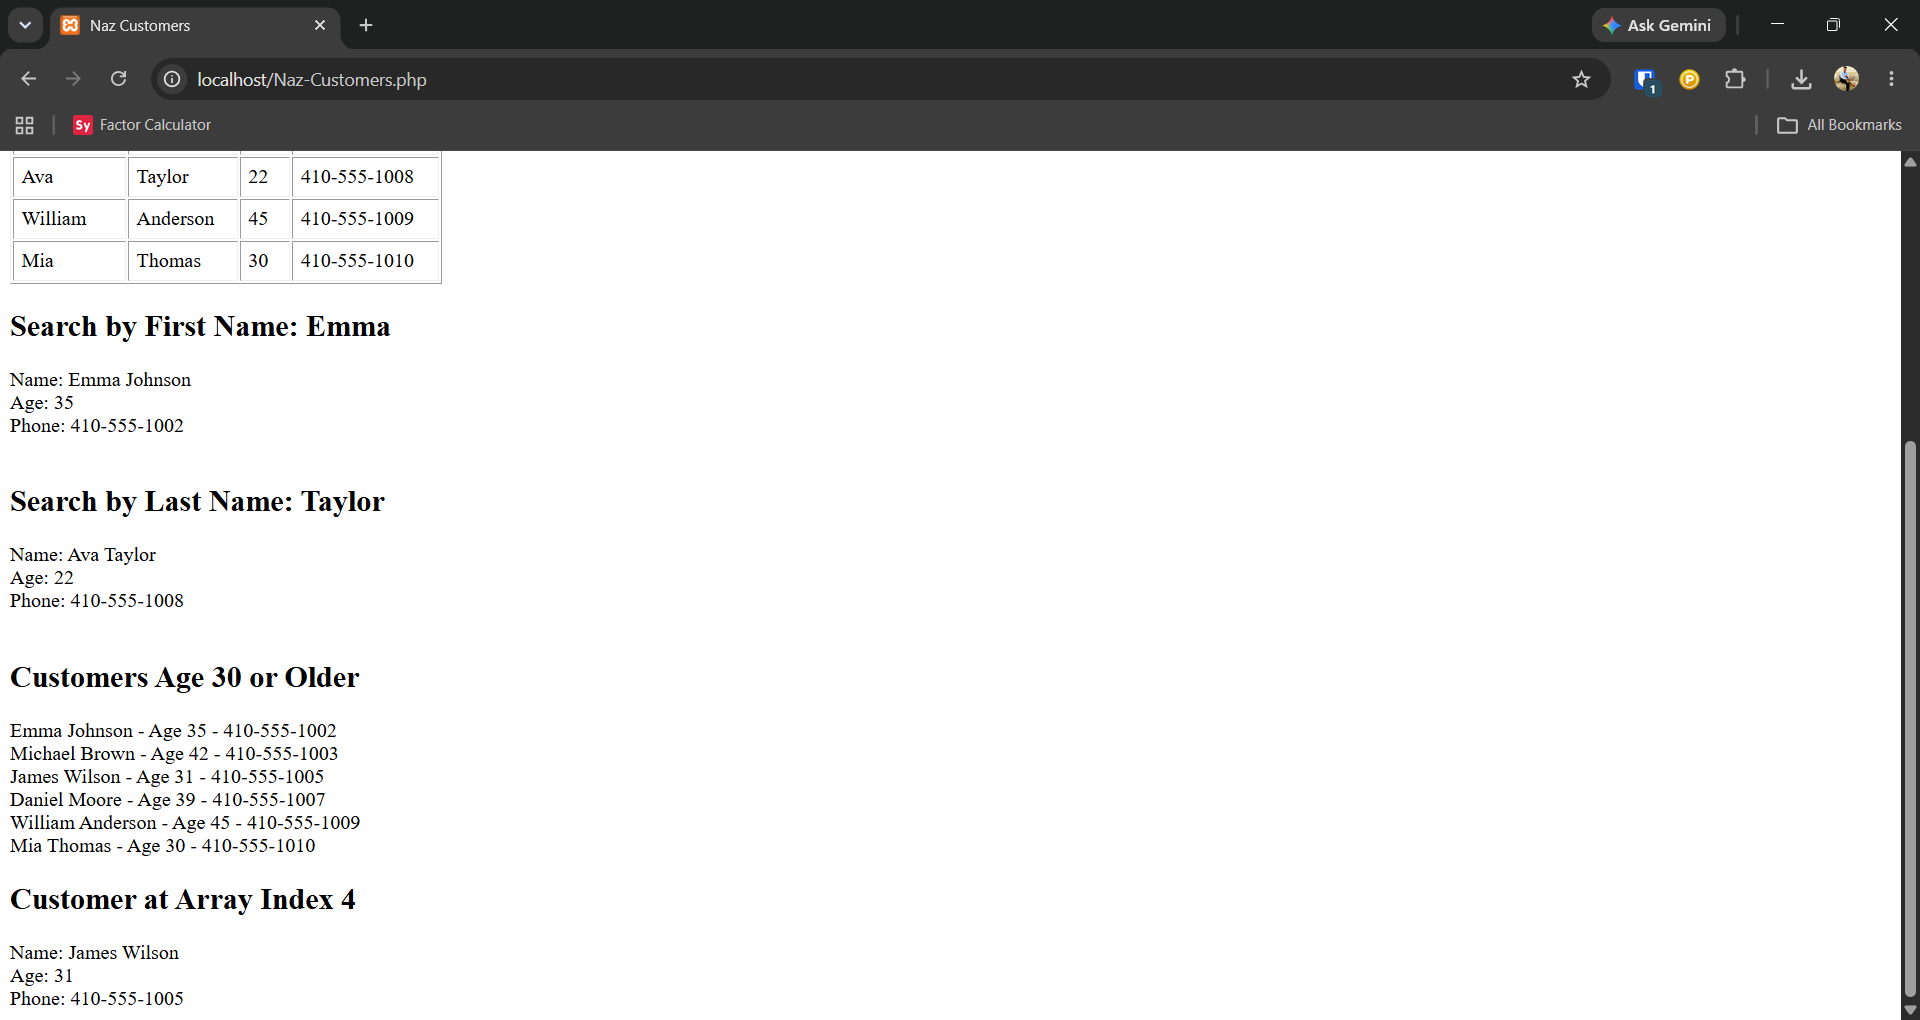 Naz Customers
Ask Gemini
localhost/Naz-Customers.php
1
P
Sy Factor Calculator
All Bookmarks
Ava Taylor 22 410-555-1008
William Anderson 45 410-555-1009
Mia Thomas 30 410-555-1010
Search by First Name: Emma
Name: Emma Johnson
Age: 35
Phone: 410-555-1002
Search by Last Name: Taylor
Name: Ava Taylor
Age: 22
Phone: 410-555-1008
Customers Age 30 or Older
Emma Johnson - Age 35 - 410-555-1002
Michael Brown - Age 42 - 410-555-1003
James Wilson - Age 31 - 410-555-1005
Daniel Moore - Age 39 - 410-555-1007
William Anderson - Age 45 - 410-555-1009
Mia Thomas - Age 30 - 410-555-1010
Customer at Array Index 4
Name: James Wilson
Age: 31
Phone: 410-555-1005